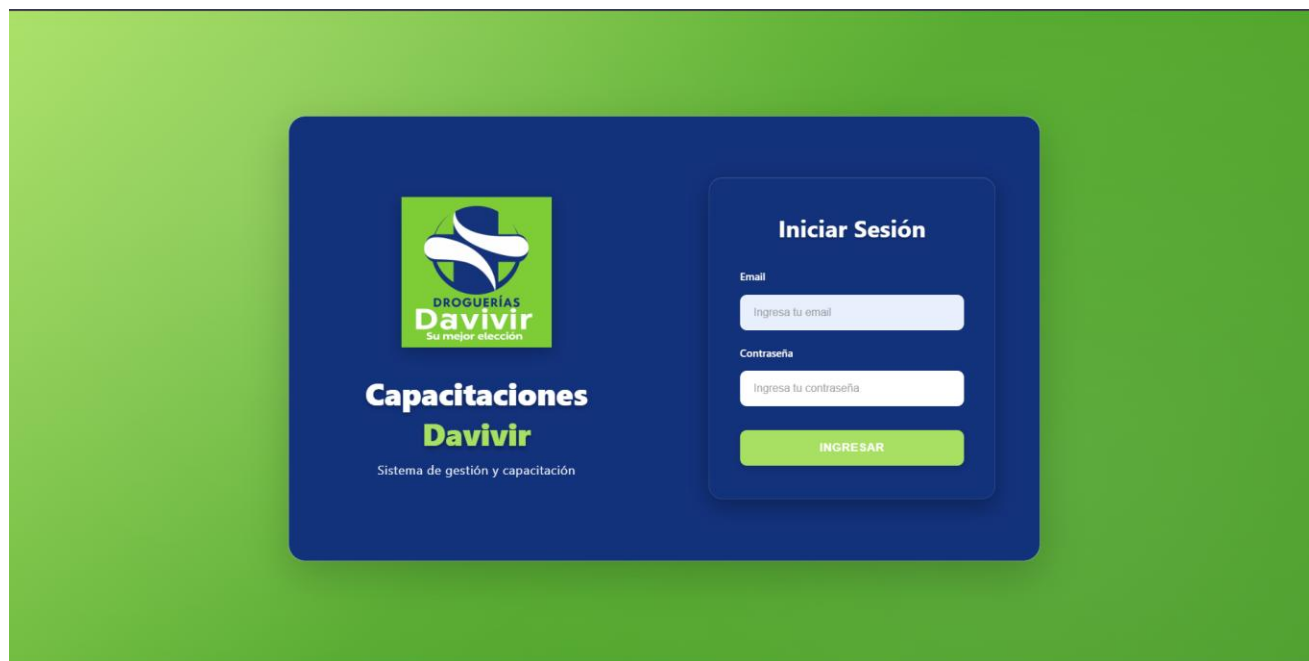 DROGUERÍAS
Davivir
Su mejor elección
Capacitaciones
Davivir
Sistema de gestión y capacitación
Iniciar Sesión
Email
Ingresa tu email
Contraseña
Ingresa tu contraseña
INGRESAR